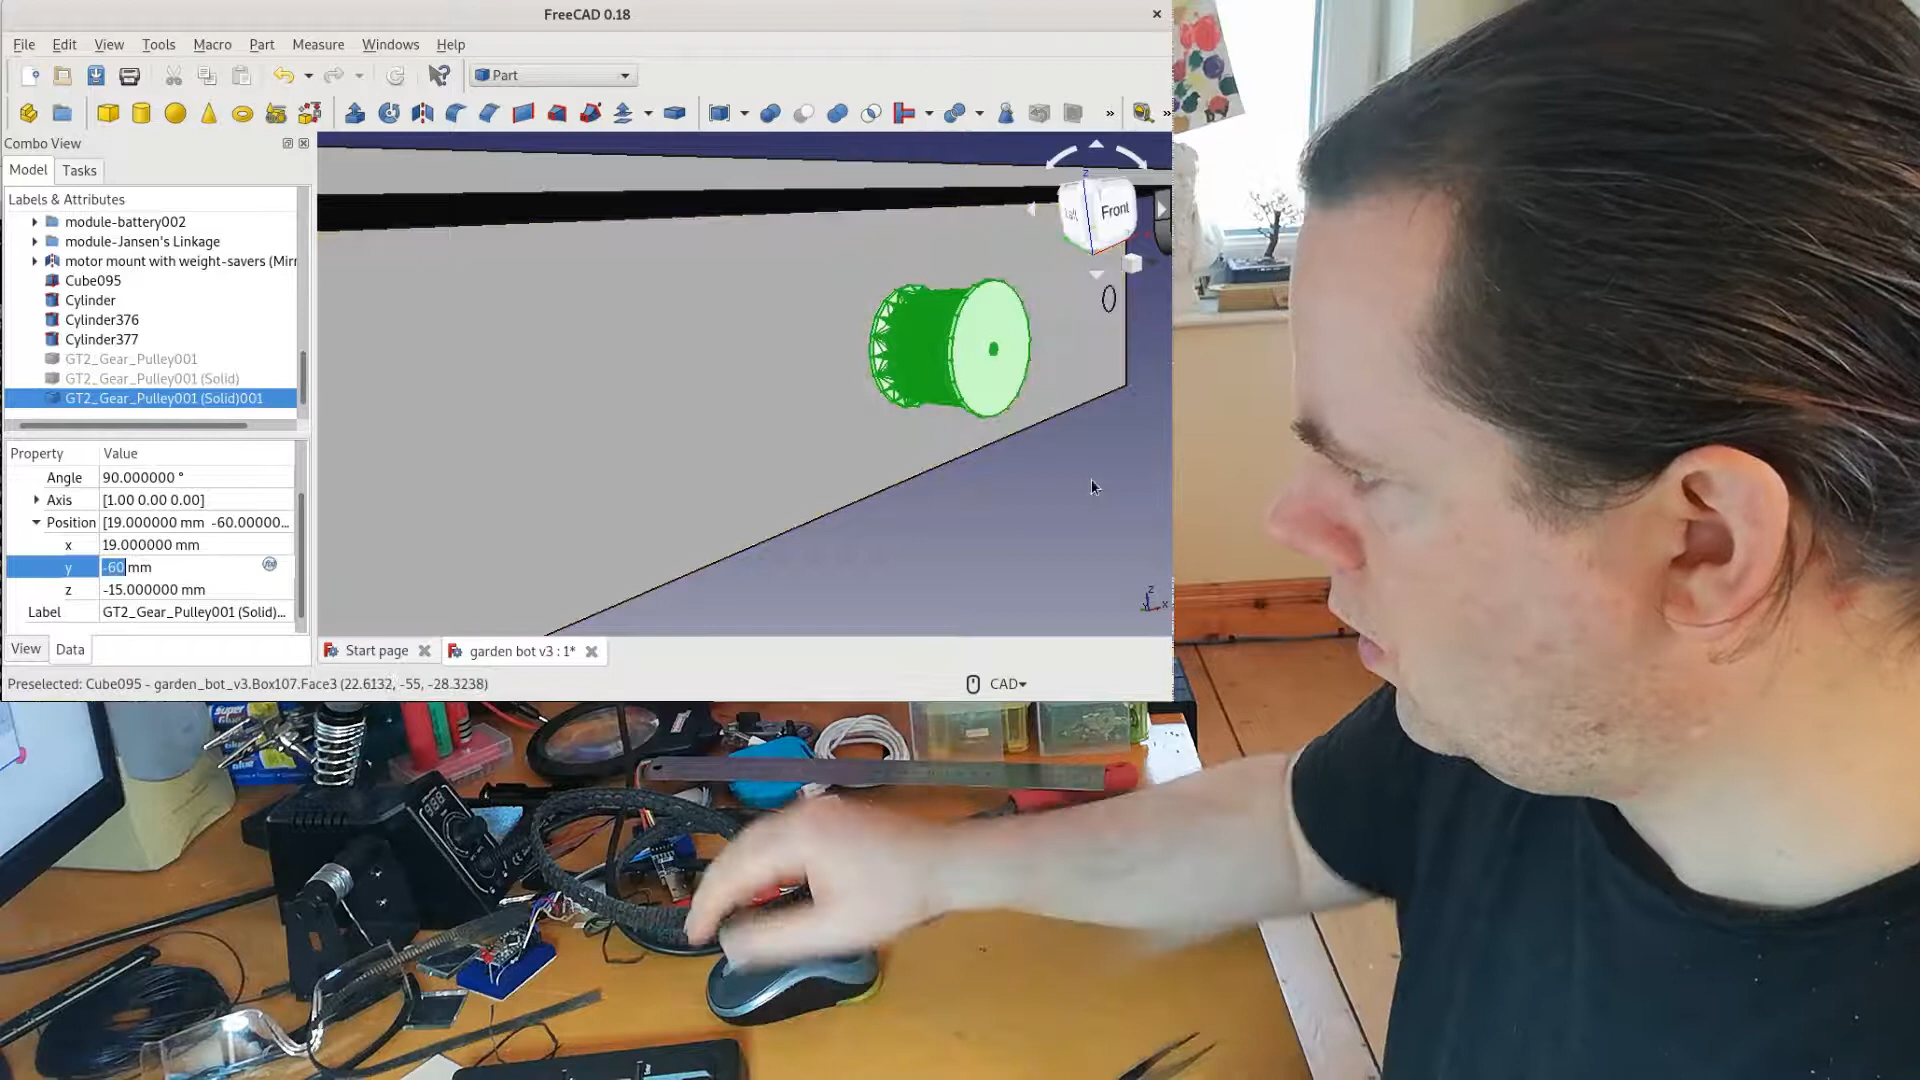 FreeCAD 0.18
File Edit View Tools Macro Part Measure Windows Help
Part
Combo View
Model Tasks
Labels & Attributes
module-battery002
module-Jansen's Linkage
motor mount with weight-savers (Mirr
Cube095
Cylinder
Cylinder376
Cylinder377
GT2_Gear_Pulley001
GT2_Gear_Pulley001 (Solid)
GT2_Gear_Pulley001 (Solid)001
Property Value
Angle 90.000000 °
Axis [1.00 0.00 0.00]
Position [19.000000 mm -60.00000...
x 19.000000 mm
y -60 mm
z -15.000000 mm
Label GT2_Gear_Pulley001 (Solid)...
View Data
Front
Z
Z
X
Start page
garden bot v3 : 1*
Preselected: Cube095 - garden_bot_v3.Box107.Face3 (22.6132, -55, -28.3238)
CAD
Super
Glue